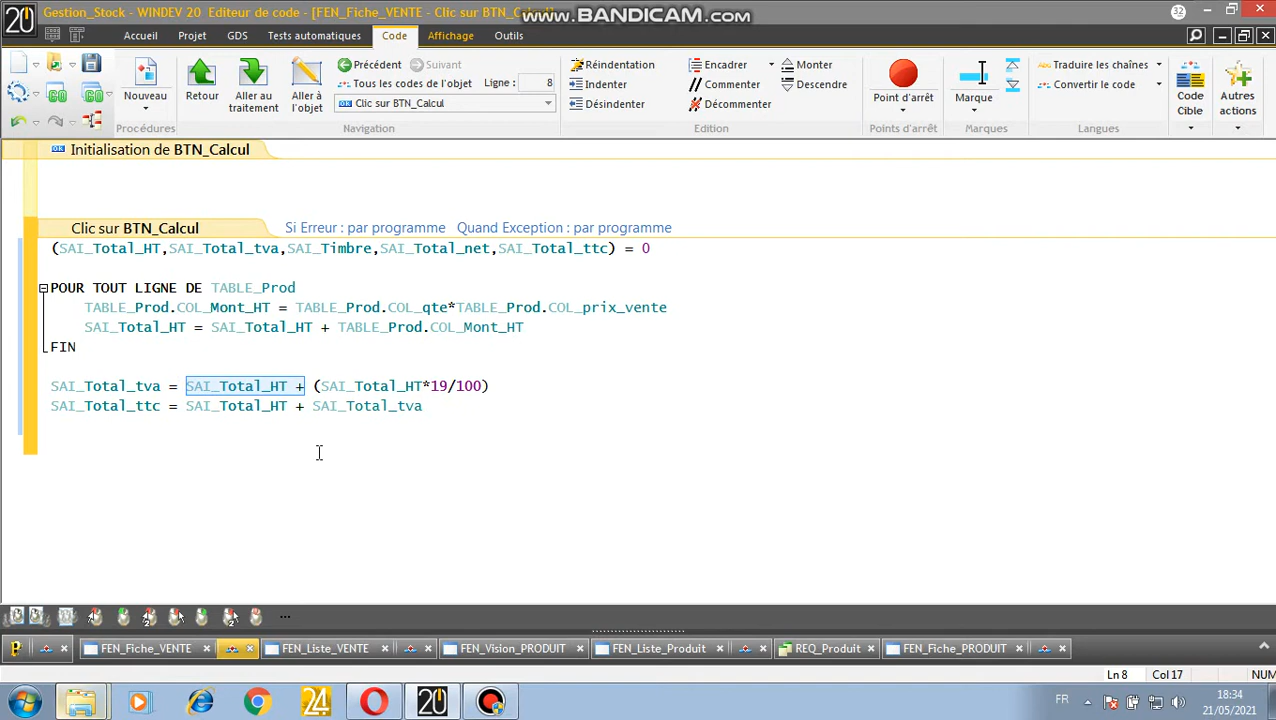 Gestion_Stock - WINDEV 20 Editeur de code - [FEN_Fiche_VENTE - Clic sur BTN_Calcul]
www.BANDICAM.com
32
20
Accueil Projet GDS Tests automatiques Code Affichage Outils
Nouveau
Procédures
Retour
Aller au traitement
Aller à l'objet
Précédent Suivant
Tous les codes de l'objet Ligne : 8
Clic sur BTN_Calcul
Navigation
Réindentation
Indenter
Désindenter
Encadrer
Commenter
Décommenter
Monter
Descendre
Edition
Point d'arrêt
Points d'arrêt
Marque
Marques
Traduire les chaînes
Convertir le code
Langues
Code Cible
Autres actions
Initialisation de BTN_Calcul
Clic sur BTN_Calcul Si Erreur : par programme Quand Exception : par programme
(SAI_Total_HT,SAI_Total_tva,SAI_Timbre,SAI_Total_net,SAI_Total_ttc) = 0
POUR TOUT LIGNE DE TABLE_Prod
TABLE_Prod.COL_Mont_HT = TABLE_Prod.COL_qte*TABLE_Prod.COL_prix_vente
SAI_Total_HT = SAI_Total_HT + TABLE_Prod.COL_Mont_HT
FIN
SAI_Total_tva = SAI_Total_HT + (SAI_Total_HT*19/100)
SAI_Total_ttc = SAI_Total_HT + SAI_Total_tva
...
FEN_Fiche_VENTE FEN_Liste_VENTE FEN_Vision_PRODUIT FEN_Liste_Produit REQ_Produit FEN_Fiche_PRODUIT
Ln 8 Col 17 NUM
24 20
FR
18:34
21/05/2021